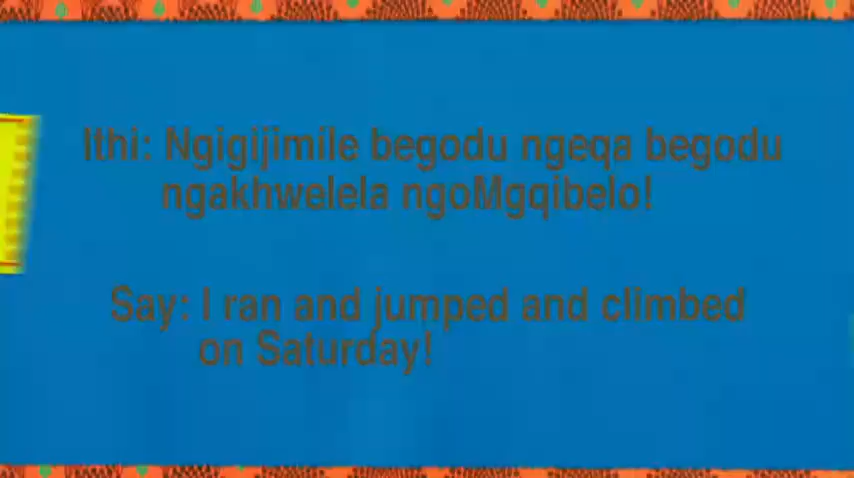 Ithi: Ngigijimile begodu ngeqa begodu
ngakhwelela ngoMgqibelo!
Say: I ran and jumped and climbed
on Saturday!